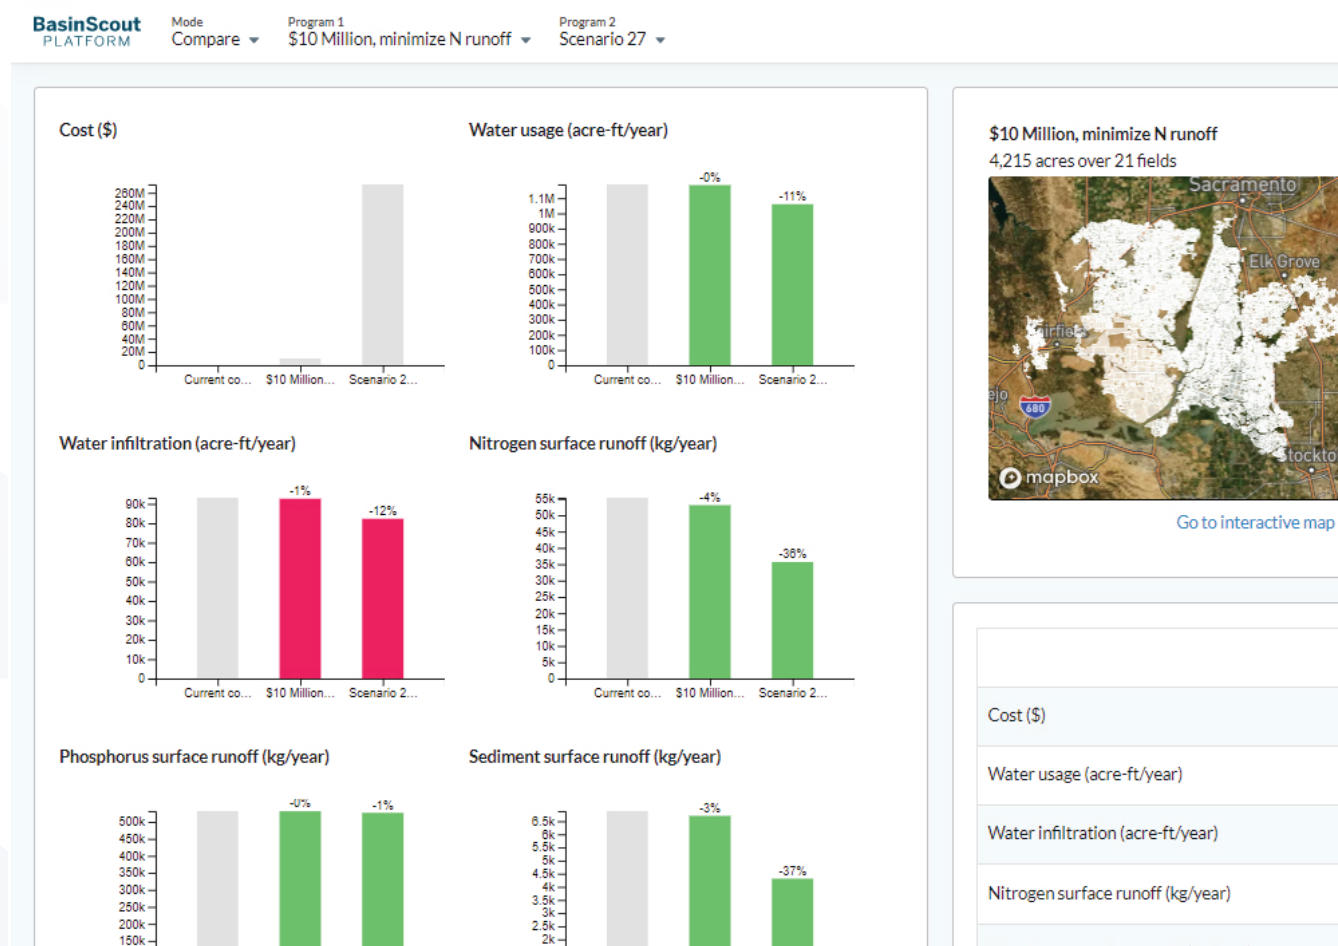 BasinScout
PLATFORM
Mode
Compare
Program 1
$10 Million, minimize N runoff
Program 2
Scenario 27
Cost ($)
260M
240M
220M
200M
180M
160M
140M
120M
100M
80M
60M
40M
20M
0
Current co...
$10 Million...
Scenario 2...
Water usage (acre-ft/year)
-0%
-11%
1.1M
1M
900k
800k
700k
600k
500k
400k
300k
200k
100k
0
Current co...
$10 Million...
Scenario 2...
Water infiltration (acre-ft/year)
-1%
-12%
90k
80k
70k
60k
50k
40k
30k
20k
10k
0
Current co...
$10 Million...
Scenario 2...
Nitrogen surface runoff (kg/year)
-4%
-36%
55k
50k
45k
40k
35k
30k
25k
20k
15k
10k
5k
0
Current co...
$10 Million...
Scenario 2...
Phosphorus surface runoff (kg/year)
-0%
-1%
500k
450k
400k
350k
300k
250k
200k
150k
Sediment surface runoff (kg/year)
-3%
-37%
6.5k
6k
5.5k
5k
4.5k
4k
3.5k
3k
2.5k
2k
$10 Million, minimize N runoff
4,215 acres over 21 fields
Sacramento
Elk Grove
airfie
ejo
680
Stockto
mapbox
Go to interactive map
Cost ($)
Water usage (acre-ft/year)
Water infiltration (acre-ft/year)
Nitrogen surface runoff (kg/year)